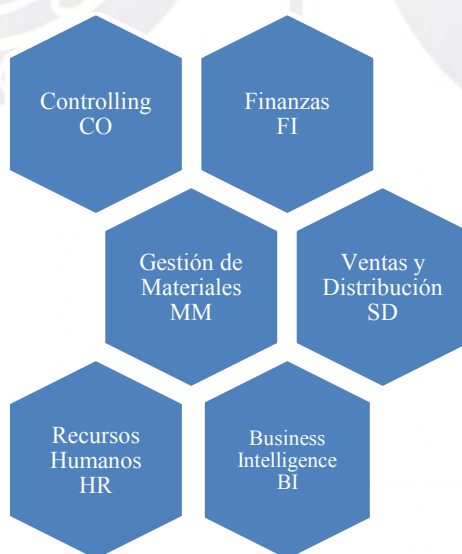 Controlling
CO
Finanzas
FI
Gestión de
Materiales
MM
Ventas y
Distribución
SD
Recursos
Humanos
HR
Business
Intelligence
BI